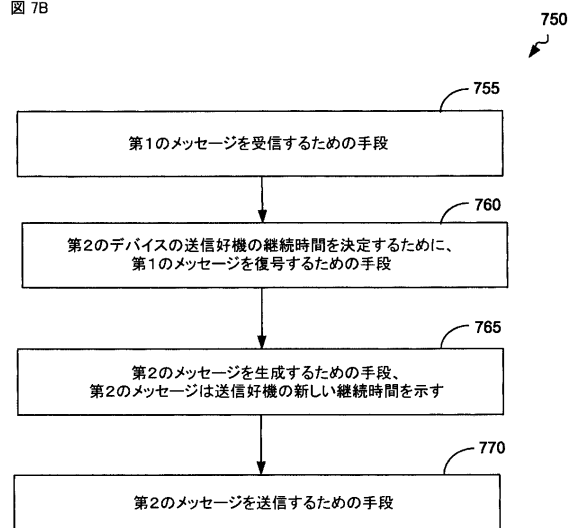 図 7B
750
755
第1のメッセージを受信するための手段
760
第2のデバイスの送信好機の継続時間を決定するために、
第1のメッセージを復号するための手段
765
第2のメッセージを生成するための手段、
第2のメッセージは送信好機の新しい継続時間を示す
770
第2のメッセージを送信するための手段